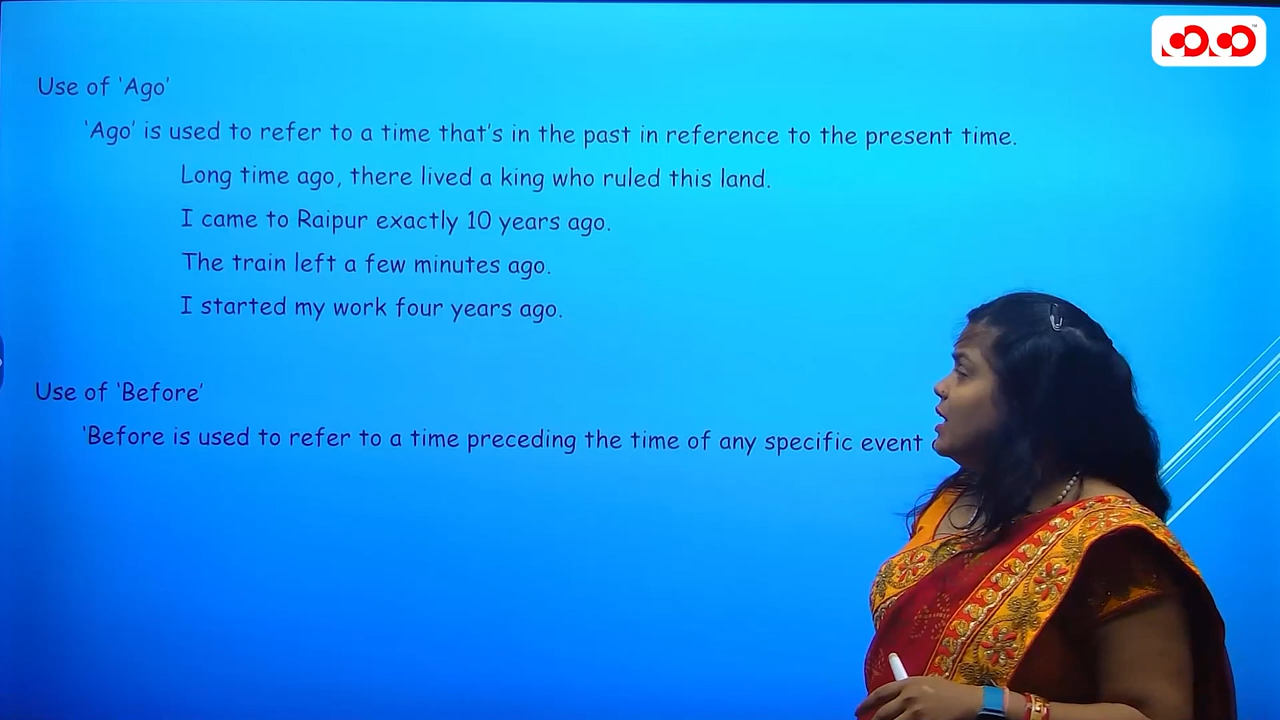 Use of 'Ago'
'Ago' is used to refer to a time that's in the past in reference to the present time.
Long time ago, there lived a king who ruled this land.
I came to Raipur exactly 10 years ago.
The train left a few minutes ago.
I started my work four years ago.
Use of 'Before'
'Before is used to refer to a time preceding the time of any specific event